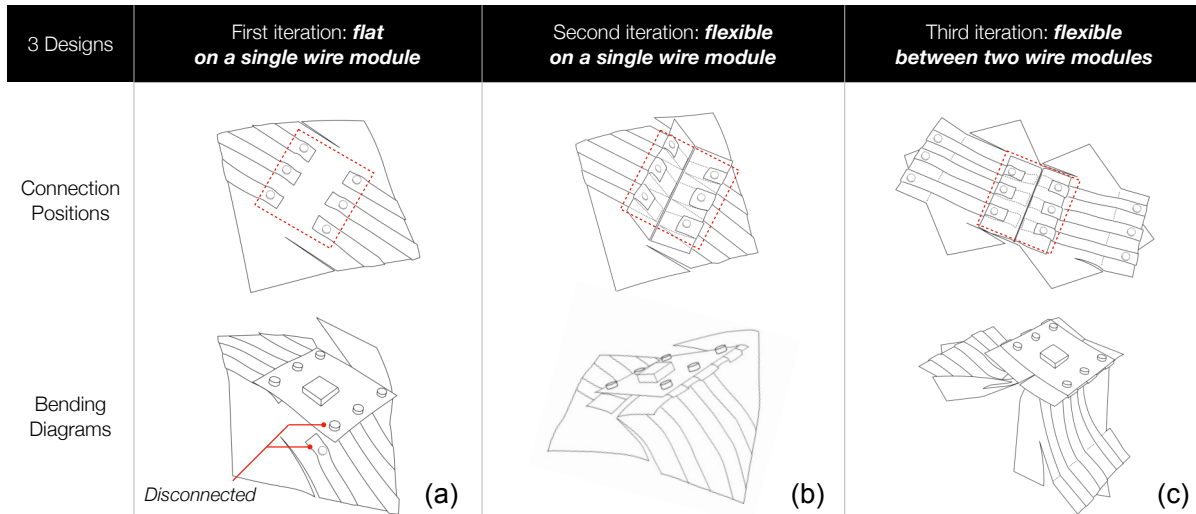 3 Designs
First iteration: flat
on a single wire module
Second iteration: flexible
on a single wire module
Third iteration: flexible
between two wire modules
Connection
Positions
Bending
Diagrams
Disconnected
(a)
(b)
(c)